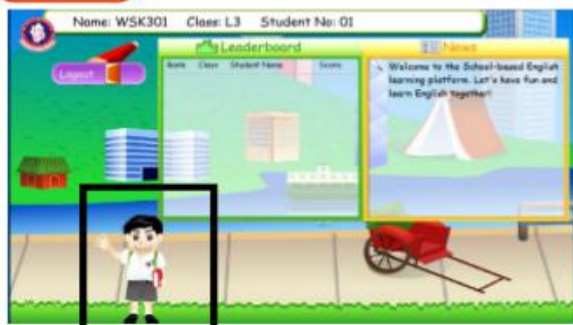 Name: WSK301 Class: L3 Student No: 01
Logout
Leaderboard
Rank Class Student Name Score
News
Welcome to the School-based English
learning platform. Let's have fun and
learn English together!